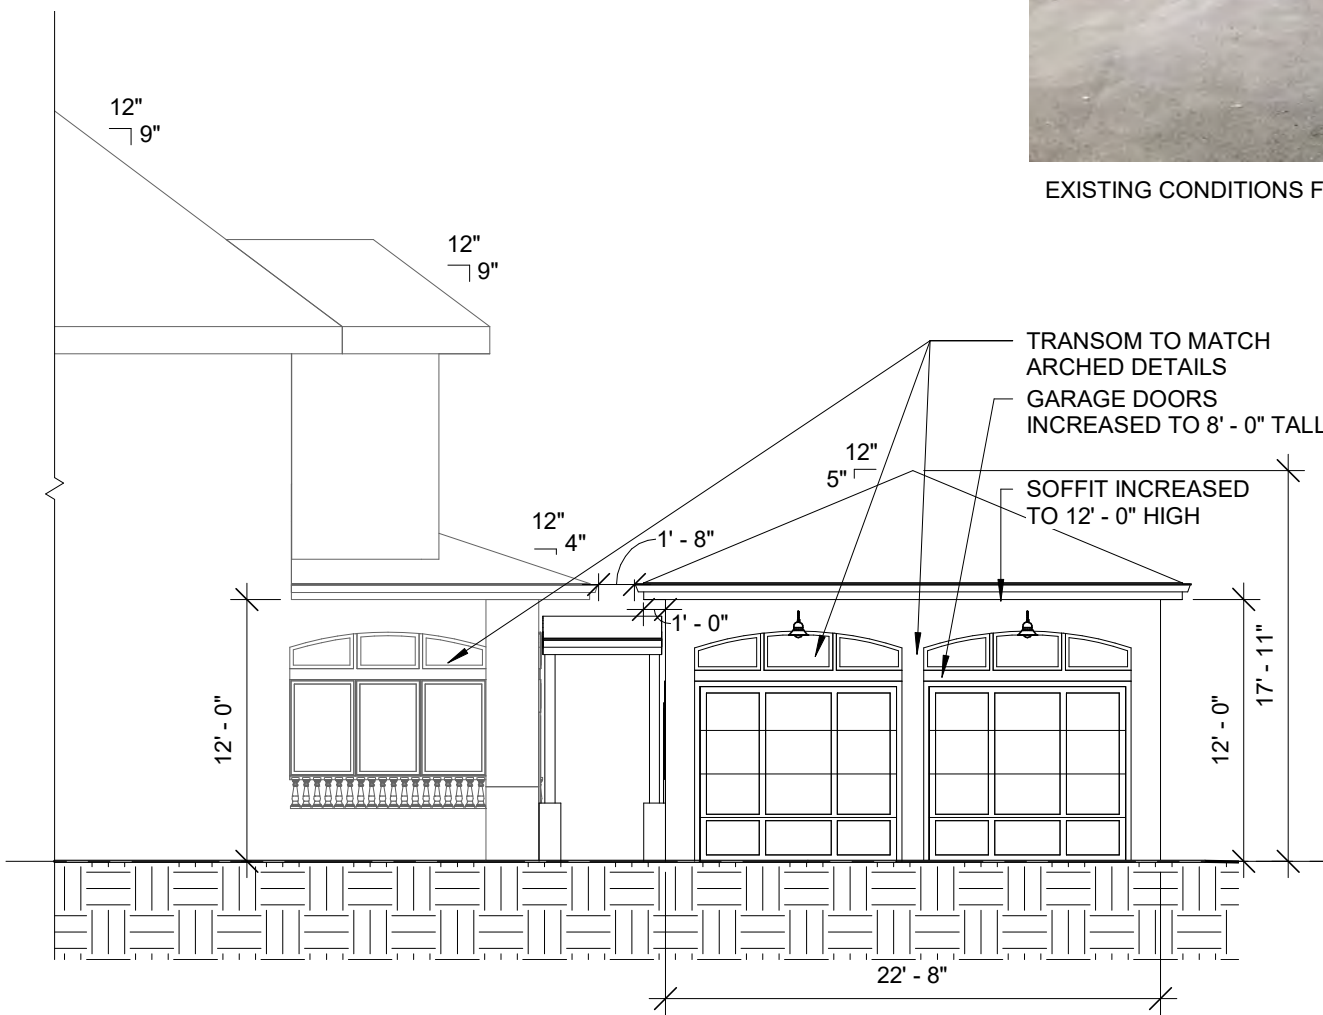 12"
9"
EXISTING CONDITIONS F
12"
9"
TRANSOM TO MATCH
ARCHED DETAILS
GARAGE DOORS
INCREASED TO 8' - 0" TALL
12"
5"
SOFFIT INCREASED
TO 12' - 0" HIGH
12"
4"
1' - 8"
1' - 0"
12' - 0"
12' - 0"
17' - 11"
22' - 8"